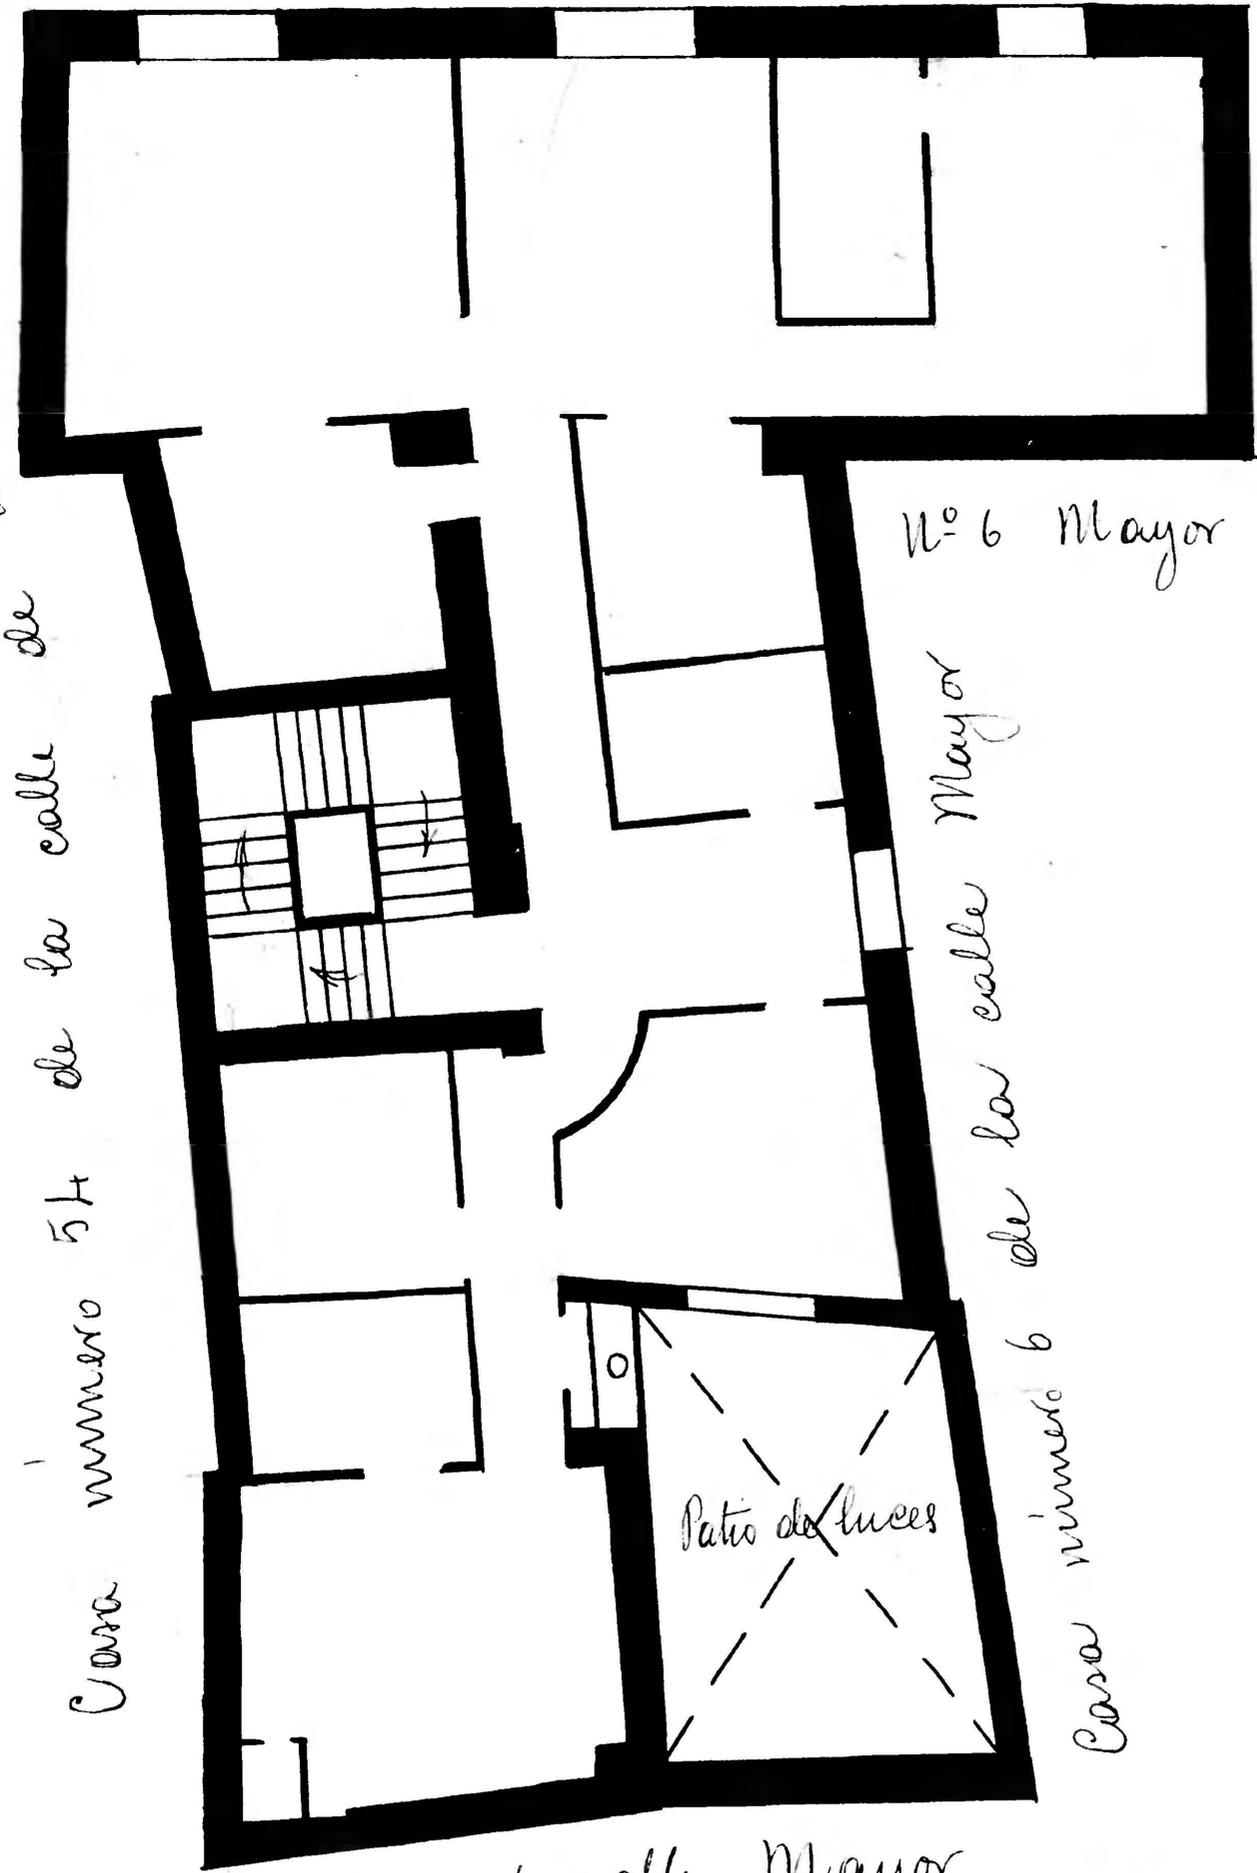 Nº 6 Mayor
Casa número 54 de la calle de
Casa número 6 de la calle Mayor
Patio de luces
calle Mayor